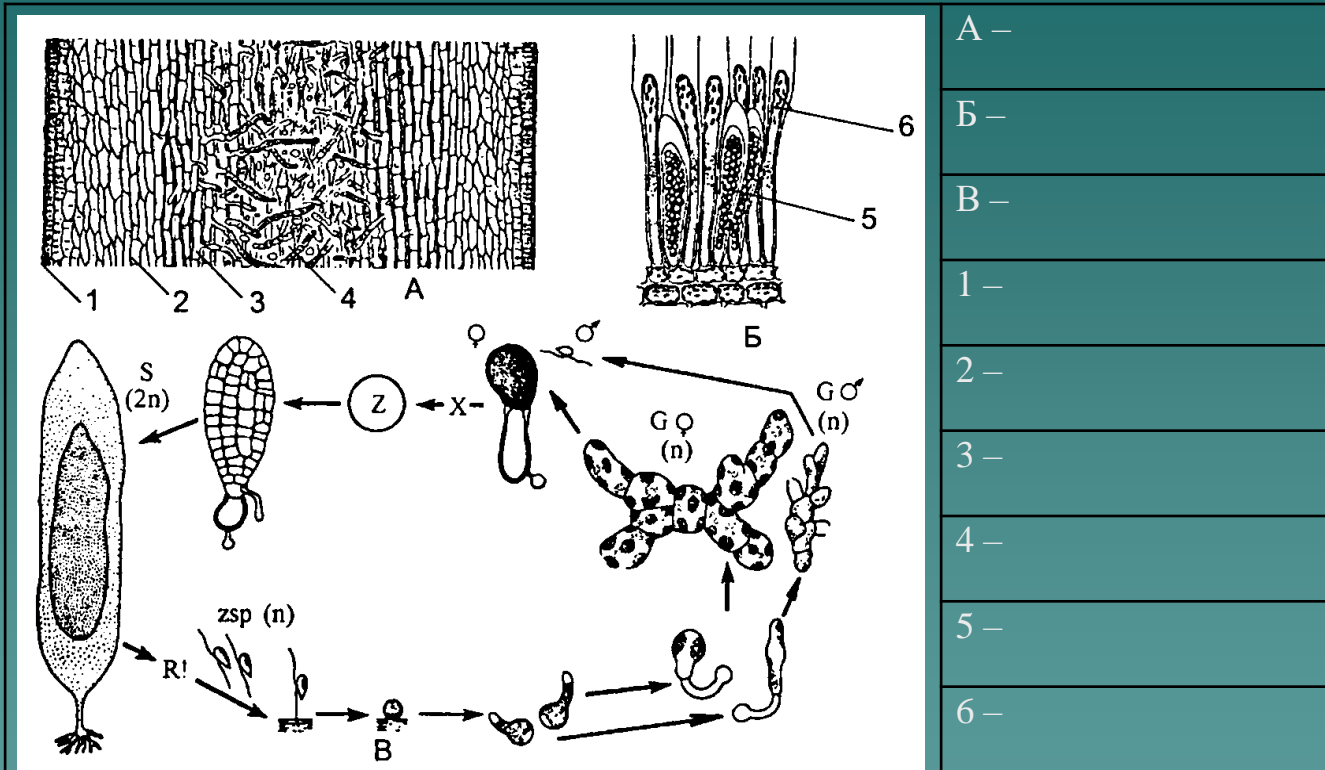 А –
Б –
В –
1 –
2 –
3 –
4 –
5 –
6 –
1 2 3 4 А
6
5
Б
S
(2n)
Z
X
♀ ♂
G ♀
(n)
G ♂
(n)
zsp (n)
R!
В